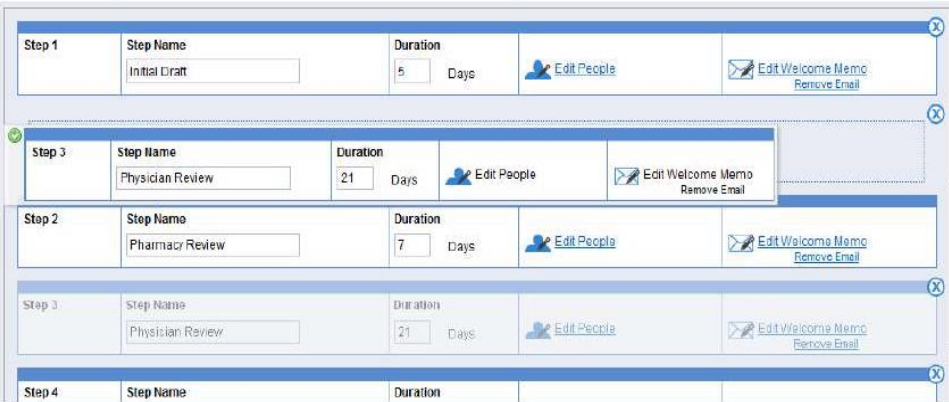 Step 1 Step Name Duration
Initial Draft 5 Days Edit People Edit Welcome Memo
Remove Email
Step 3 Step Name Duration
Physician Review 21 Days Edit People Edit Welcome Memo
Remove Email
Step 2 Step Name Duration
Pharmacy Review 7 Days Edit People Edit Welcome Memo
Remove Email
Step 3 Step Name Duration
Physician Review 21 Days Edit People Edit Welcome Memo
Remove Email
Step 4 Step Name Duration